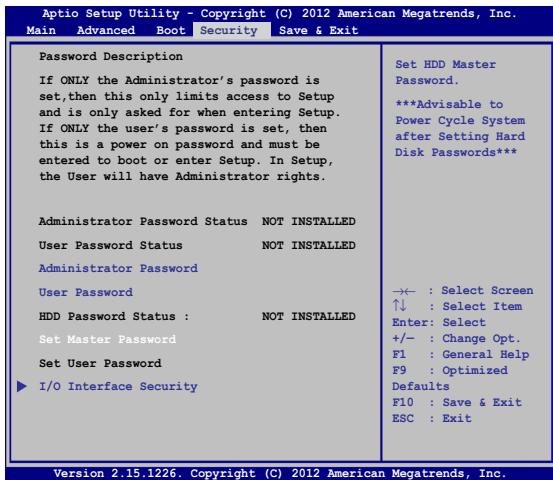 Aptio Setup Utility - Copyright (C) 2012 American Megatrends, Inc.
Main Advanced Boot Security Save & Exit
Password Description
If ONLY the Administrator's password is
set,then this only limits access to Setup
and is only asked for when entering Setup.
If ONLY the user's password is set, then
this is a power on password and must be
entered to boot or enter Setup. In Setup,
the User will have Administrator rights.
Administrator Password Status NOT INSTALLED
User Password Status NOT INSTALLED
Administrator Password
User Password
HDD Password Status : NOT INSTALLED
Set Master Password
Set User Password
I/O Interface Security
Set HDD Master
Password.
***Advisable to
Power Cycle System
after Setting Hard
Disk Passwords***
→← : Select Screen
↑↓ : Select Item
Enter: Select
+/— : Change Opt.
F1 : General Help
F9 : Optimized
Defaults
F10 : Save & Exit
ESC : Exit
Version 2.15.1226. Copyright (C) 2012 American Megatrends, Inc.